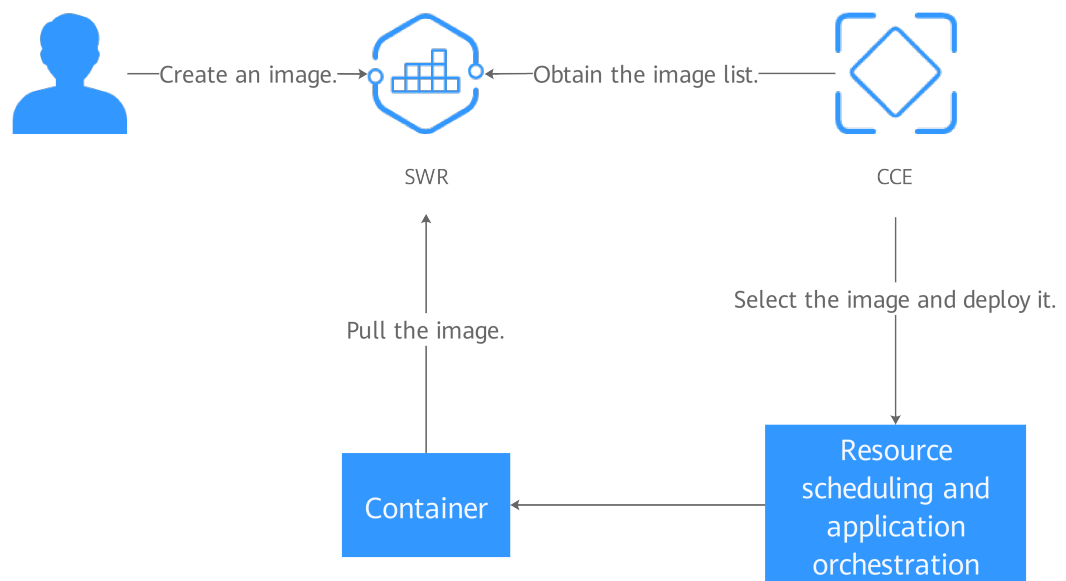 Create an image.
Obtain the image list.
SWR
CCE
Select the image and deploy it.
Pull the image.
Resource
scheduling and
application
orchestration
Container